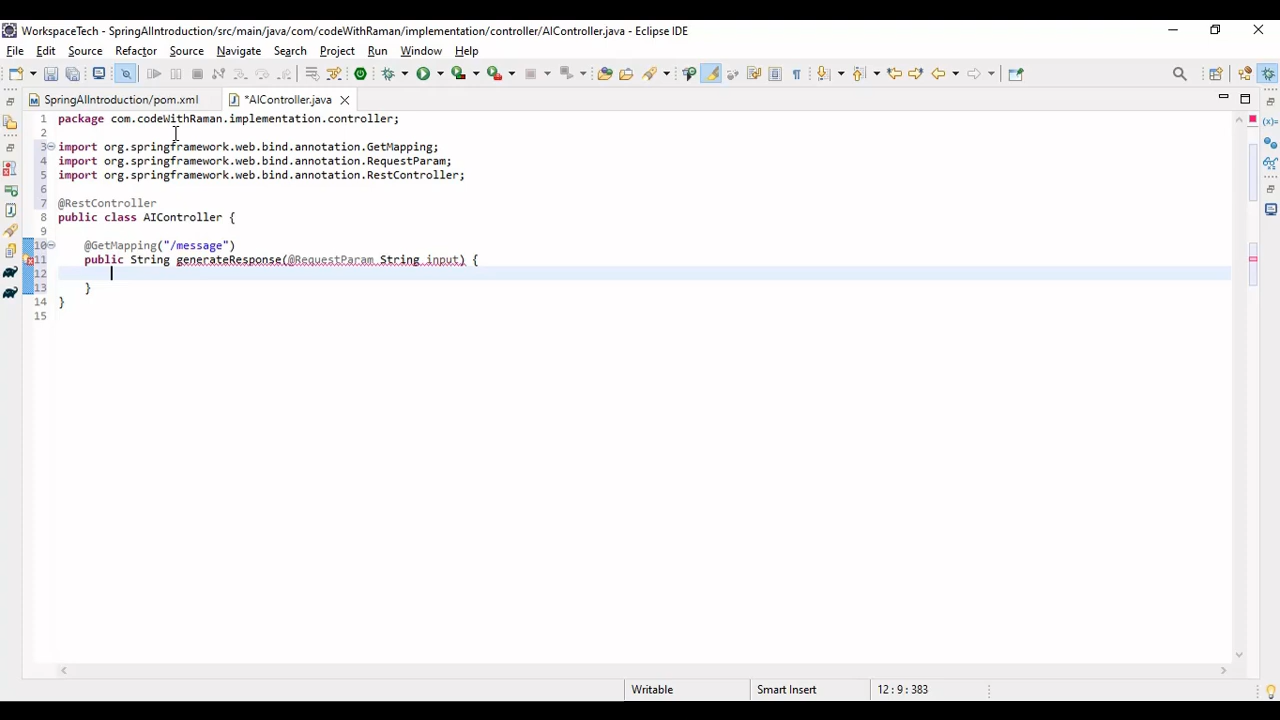 WorkspaceTech - SpringAIIntroduction/src/main/java/com/codeWithRaman/implementation/controller/AIController.java - Eclipse IDE
File Edit Source Refactor Source Navigate Search Project Run Window Help
SpringAIIntroduction/pom.xml *AIController.java
1 package com.codeWithRaman.implementation.controller;
2
3 import org.springframework.web.bind.annotation.GetMapping;
4 import org.springframework.web.bind.annotation.RequestParam;
5 import org.springframework.web.bind.annotation.RestController;
6
7 @RestController
8 public class AIController {
9
10 @GetMapping("/message")
11 public String generateResponse(@RequestParam String input) {
12
13 }
14 }
15
Writable Smart Insert 12 : 9 : 383